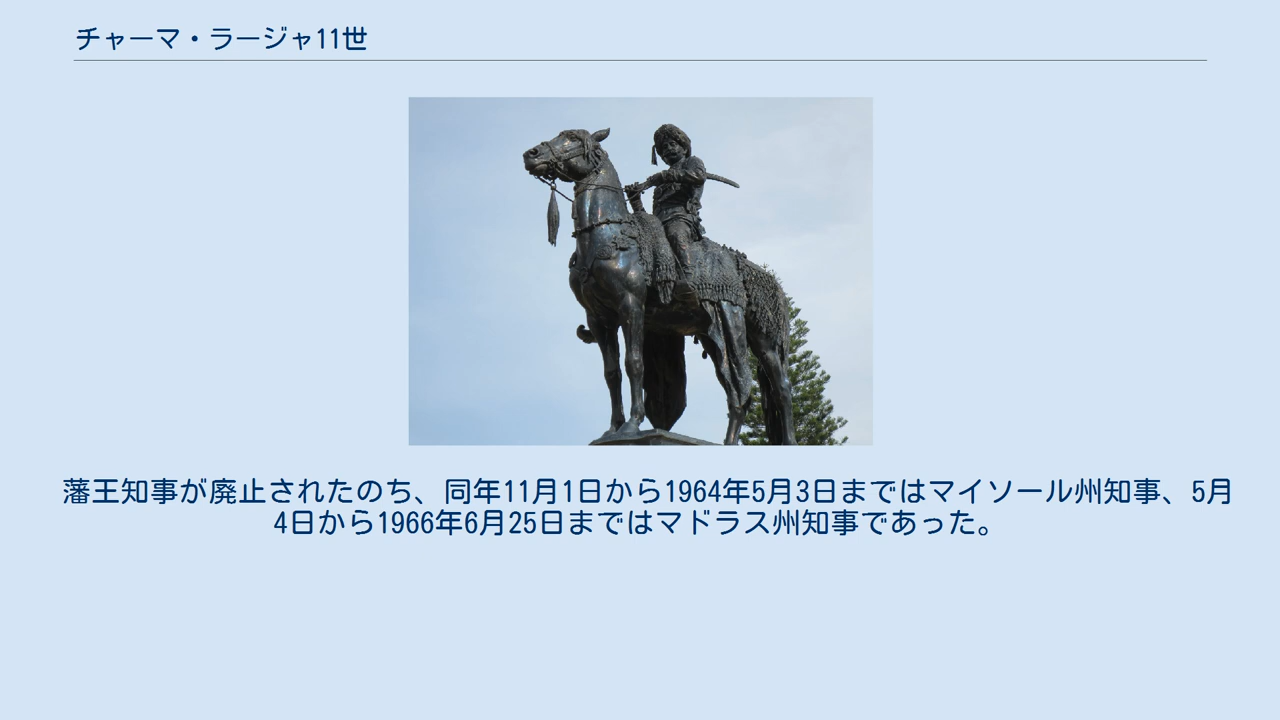 チャーマ・ラージャ11世
藩王知事が廃止されたのち、同年11月1日から1964年5月3日まではマイソール州知事、5月
4日から1966年6月25日まではマドラス州知事であった。